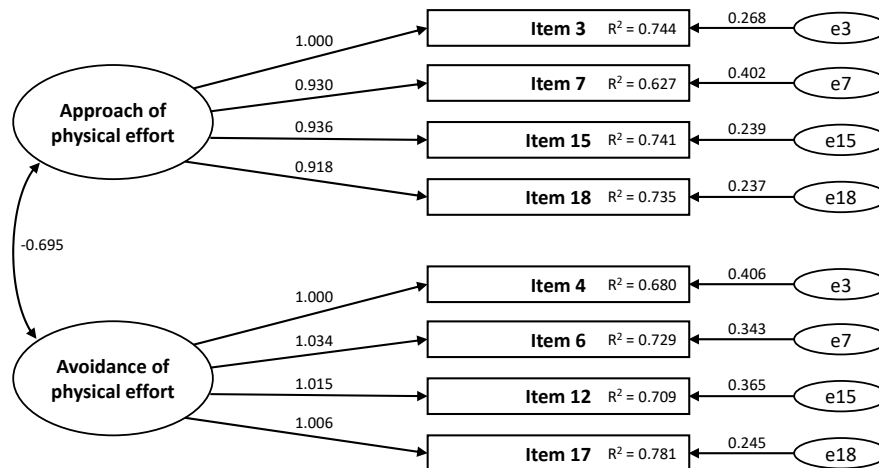 1.000 Item 3 R² = 0.744 0.268 e3
0.930 Item 7 R² = 0.627 0.402 e7
Approach of
physical effort
0.936 Item 15 R² = 0.741 0.239 e15
0.918 Item 18 R² = 0.735 0.237 e18
-0.695
1.000 Item 4 R² = 0.680 0.406 e3
1.034 Item 6 R² = 0.729 0.343 e7
Avoidance of
physical effort
1.015 Item 12 R² = 0.709 0.365 e15
1.006 Item 17 R² = 0.781 0.245 e18